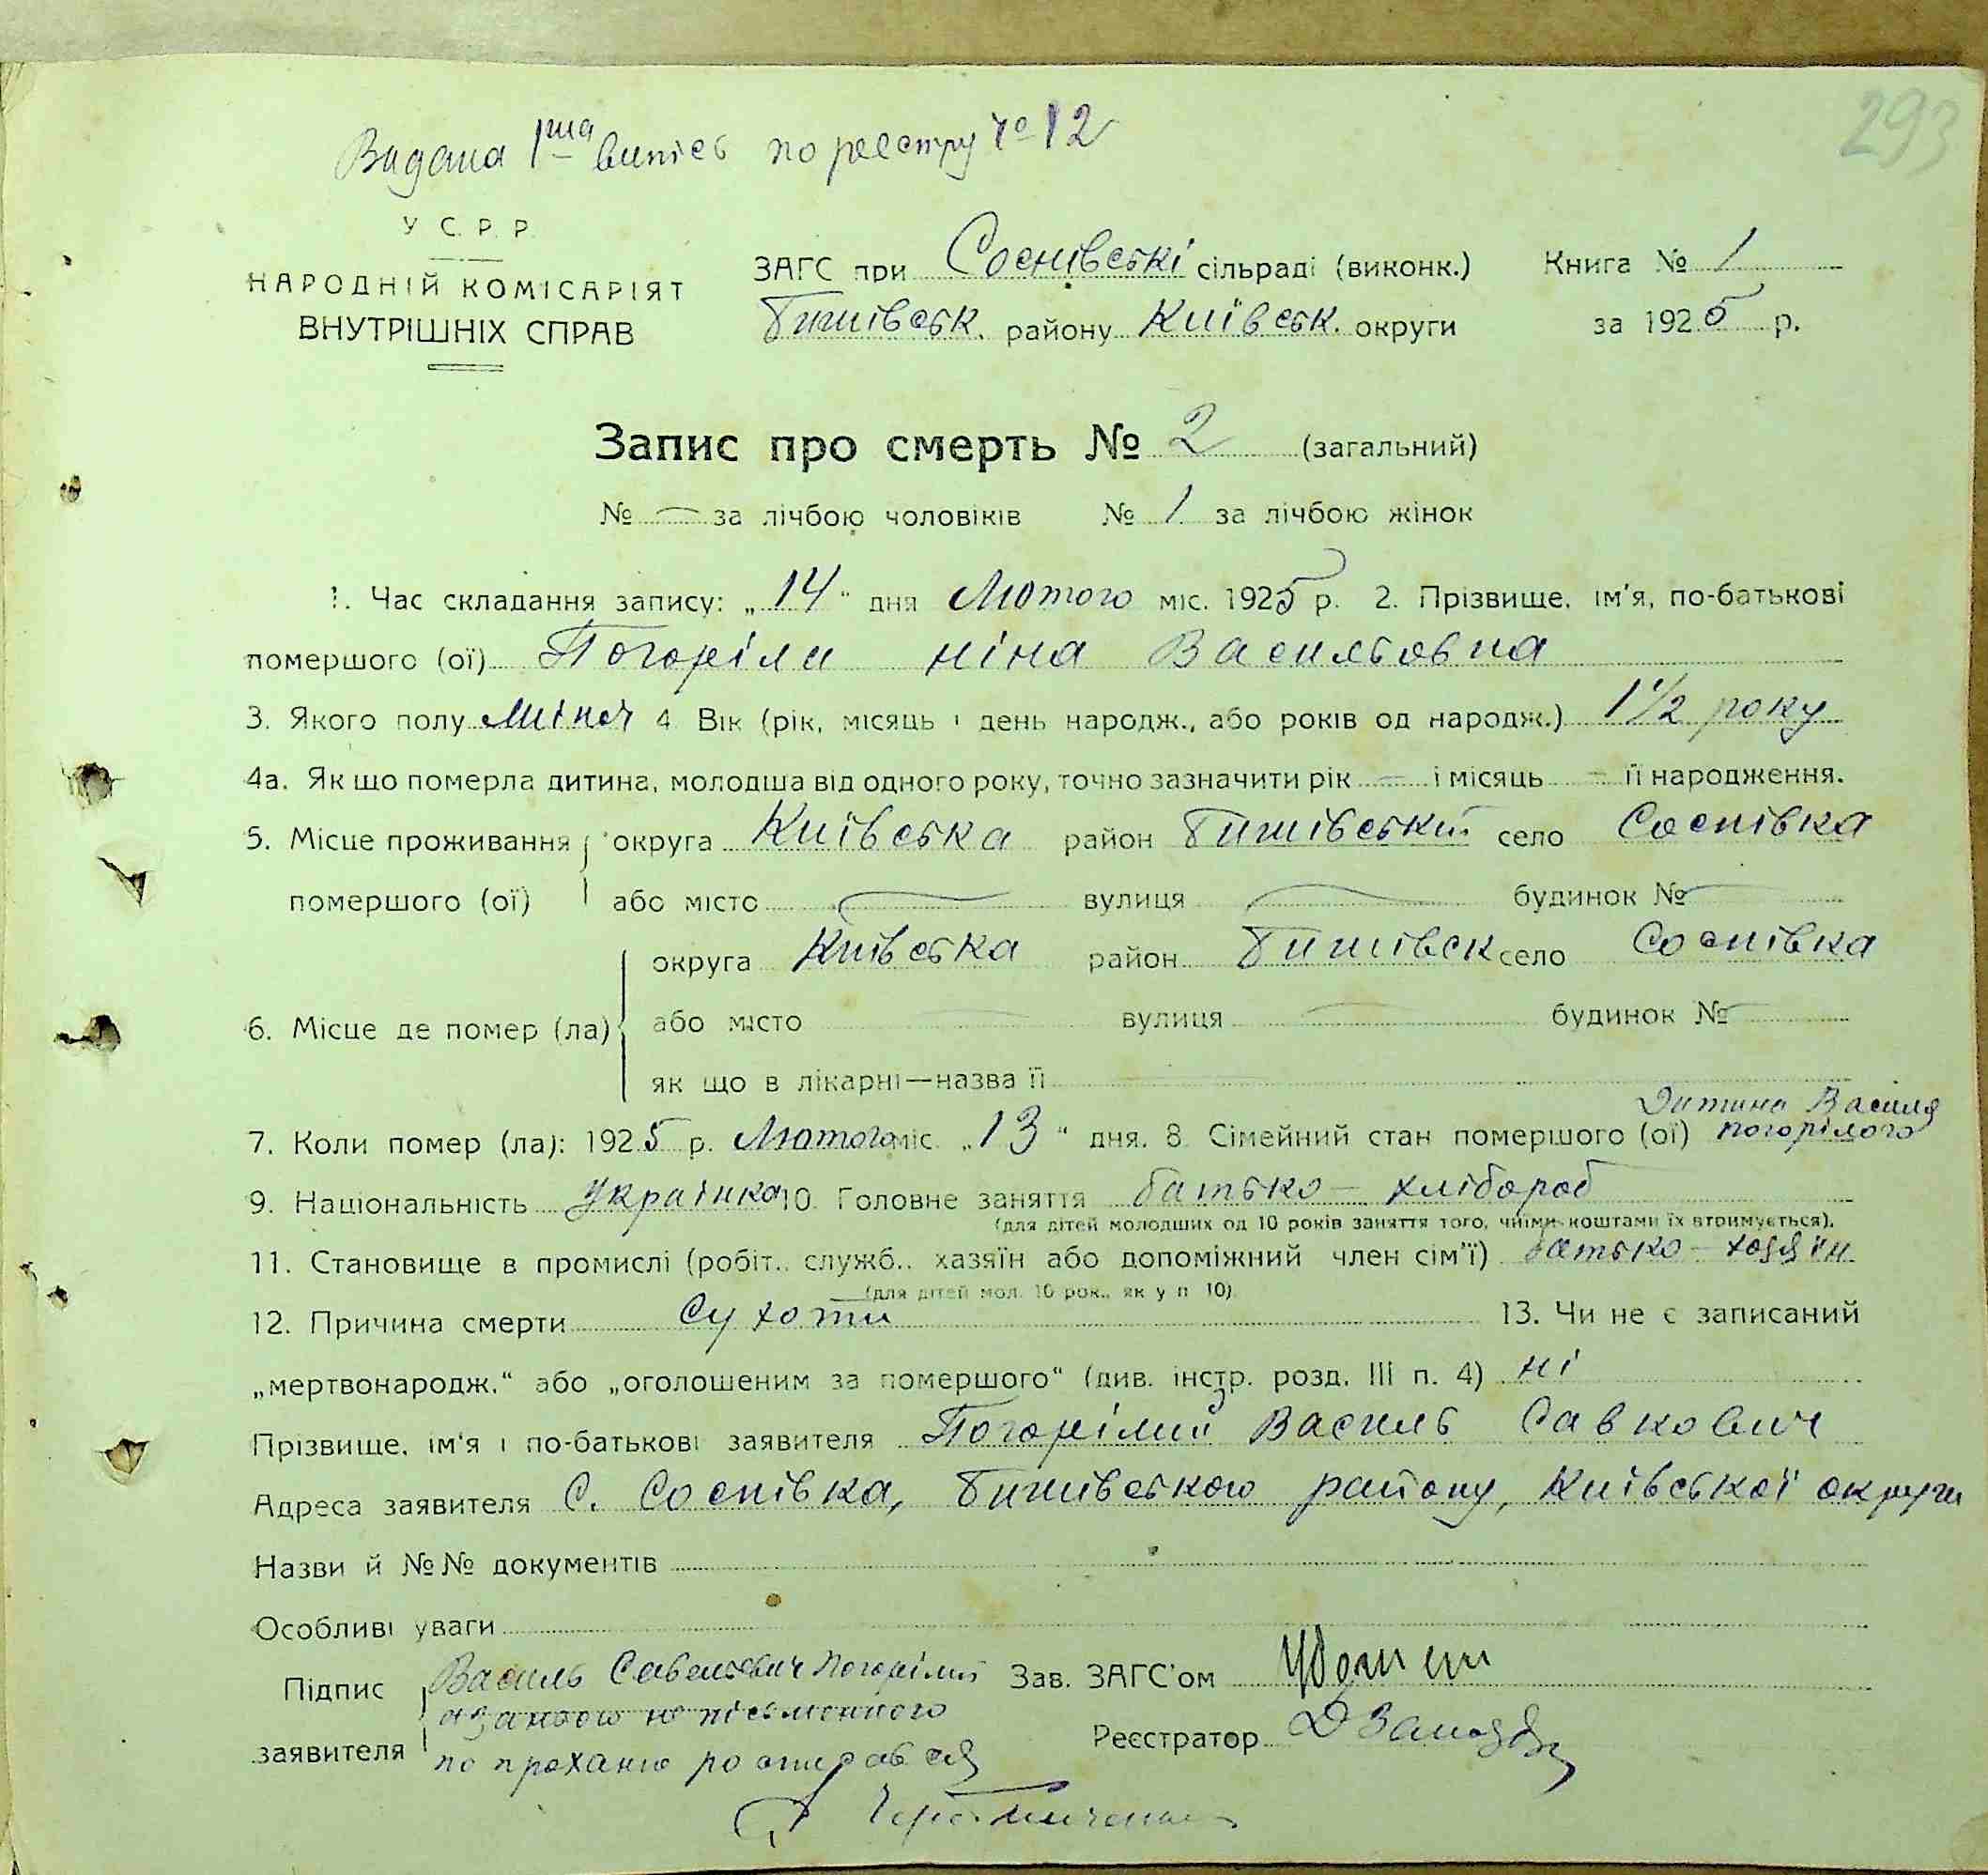 293
Видана 1ша випись по реєстру № 12
У. С. Р. Р.
НАРОДНІЙ КОМІСАРІЯТ
ВНУТРІШНІХ СПРАВ
ЗАГС при Соснівські сільраді (виконк.)
Бишівськ. району Київськ. округи
Книга № 1
за 1925 р.
Запис про смерть № 2 (загальний)
№ — за лічбою чоловіків № 1 за лічбою жінок
1. Час складання запису: „14“ дня Лютого міс. 1925 р. 2. Прізвище, ім'я, по-батькові
помершого (ої) Погоріла Ніна Васильовна
3. Якого полу жіноч 4. Вік (рік, місяць і день народж., або років од народж.) 1 1/2 року
4а. Як що померла дитина, молодша від одного року, точно зазначити рік — і місяць — її народження.
5. Місце проживання округа Київська район Бишівський село Соснівка
помершого (ої) або місто — вулиця — будинок № —
округа Київська район Бишівськ село Соснівка
6. Місце де помер (ла) або місто — вулиця — будинок № —
як що в лікарні—назва її
Дитина Василя
7. Коли помер (ла): 1925 р. Лютого міс. „13“ дня. 8. Сімейний стан помершого (ої) Погорілого
9. Національність Українка 10. Головне заняття батько — хлібороб
(для дітей молодших од 10 років заняття того, чиїми коштами їх втримується).
11. Становище в промислі (робіт., служб., хазяїн або допоміжний член сім'ї) батько — хазяїн
(для дітей мол. 10 рок., як у п. 10).
12. Причина смерти Сухоти 13. Чи не є записаний
„мертвонародж.“ або „оголошеним за помершого“ (див. інстр. розд. III п. 4) ні
Прізвище, ім'я і по-батькові заявителя Погорілий Василь Савкович
Адреса заявителя С. Соснівка, Бишівського району, Київської округи
Назви й №№ документів
Особливі уваги
Підпис Василь Савельович Погорілий Зав. ЗАГС'ом
а за нього не письменного
заявителя по проханню розписався Реєстратор